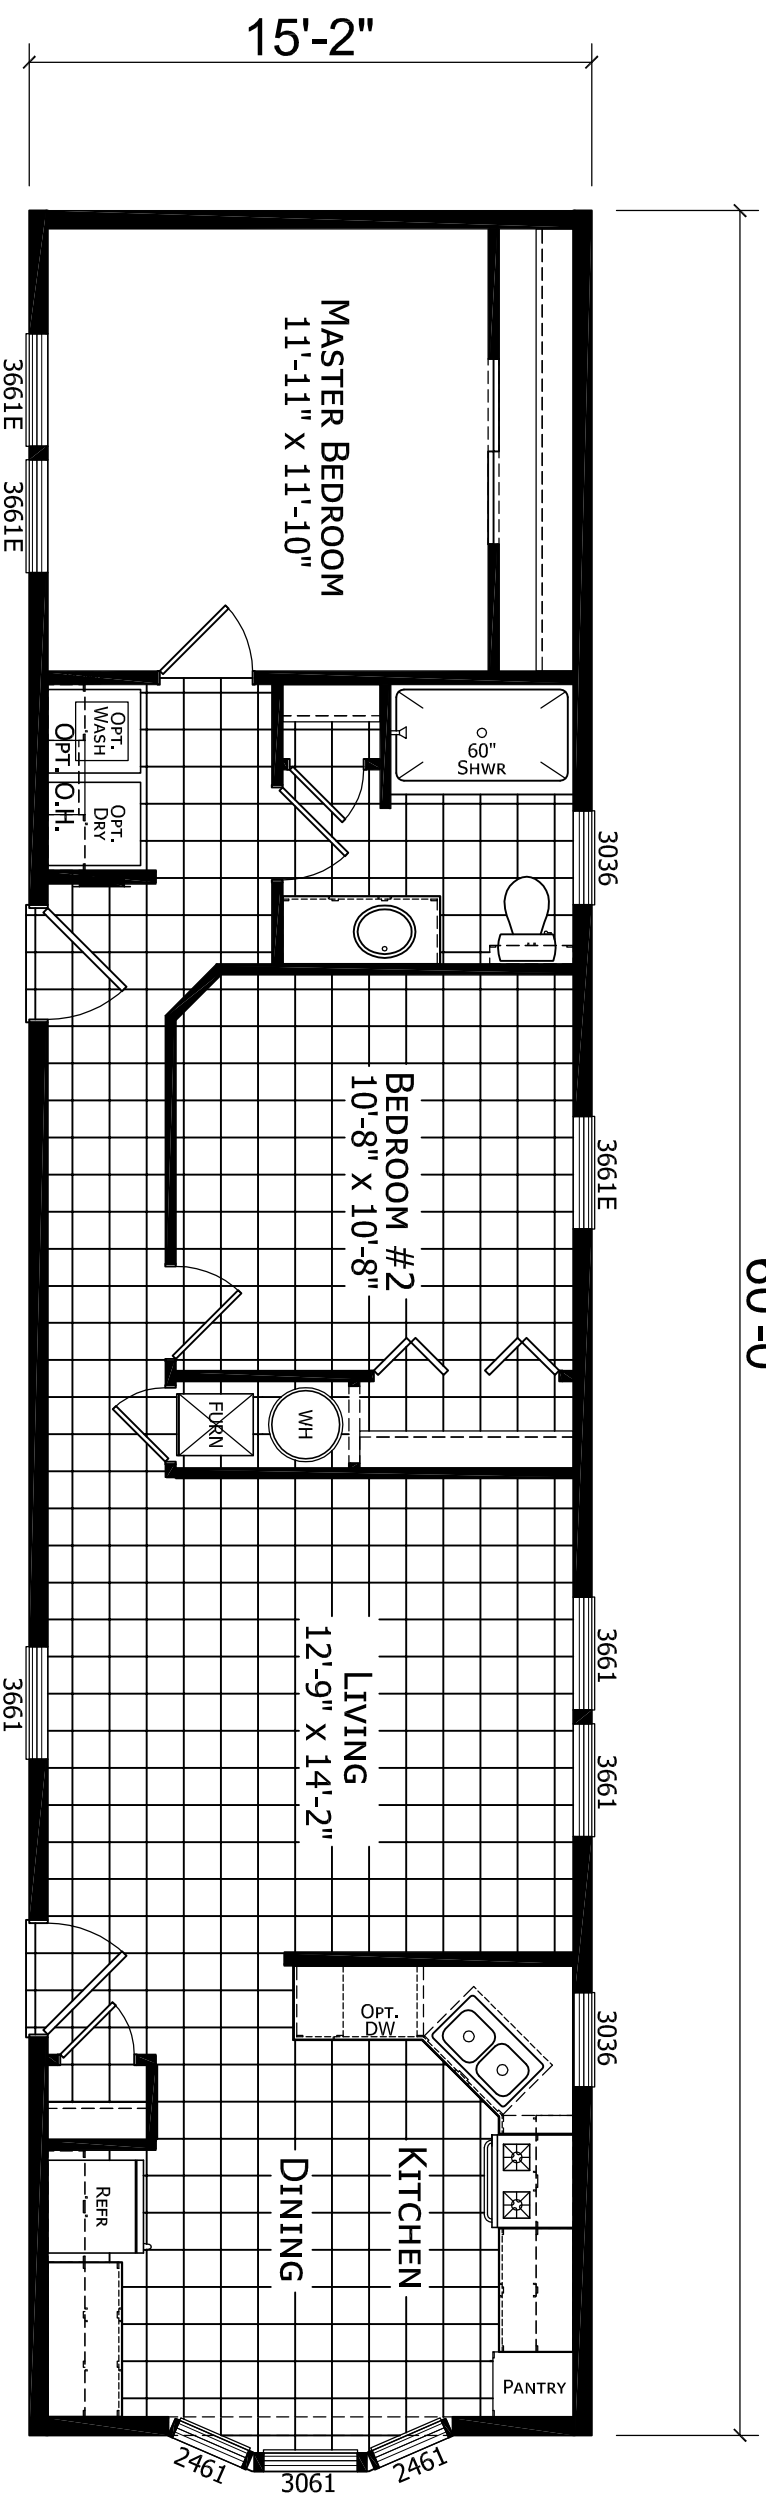 15'-2"
60'-0
MASTER BEDROOM
11'-11" X 11'-10"
3661E
3661E
OPT.
WASH
OPT.
DRY
OPT. O.H.
60"
SHWR
3036
BEDROOM #2
10'-8" X 10'-8"
3661E
FURN
WH
LIVING
12'-9" X 14'-2"
3661
3661
3661
OPT.
DW
3036
KITCHEN
DINING
REFR
PANTRY
2461
3061
2461